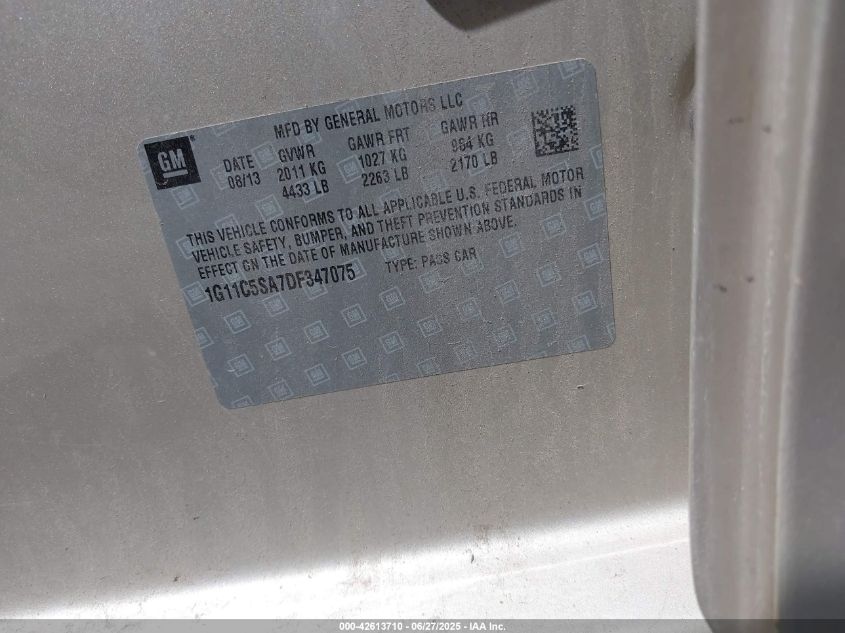 MFD BY GENERAL MOTORS LLC
GM
DATE GVWR GAWR FRT GAWR RR
08/13 2011 KG 1027 KG 984 KG
4433 LB 2263 LB 2170 LB
THIS VEHICLE CONFORMS TO ALL APPLICABLE U.S. FEDERAL MOTOR
VEHICLE SAFETY, BUMPER, AND THEFT PREVENTION STANDARDS IN
EFFECT ON THE DATE OF MANUFACTURE SHOWN ABOVE.
1G11C5SA7DF347075 TYPE: PASS CAR
000-42613710 - 06/27/2025 - IAA Inc.